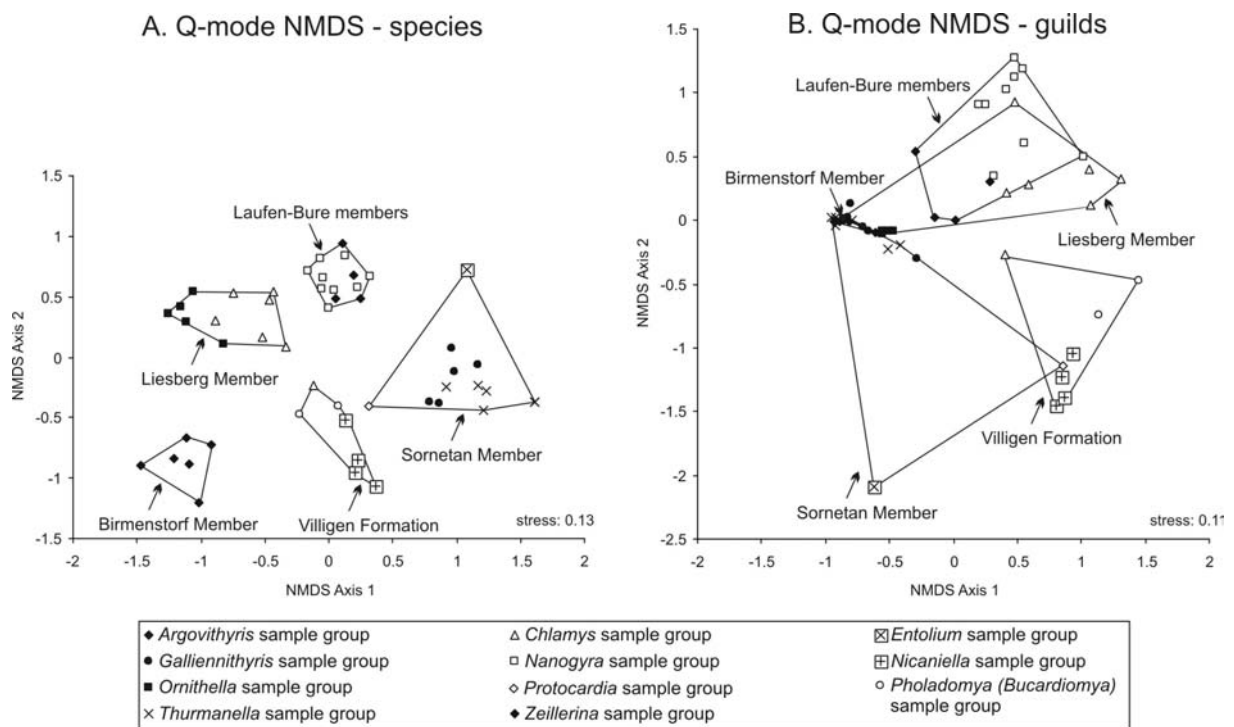 A. Q-mode NMDS - species
1.5
1
0.5
0
-0.5
-1
-1.5
NMDS Axis 2
Laufen-Bure members
Liesberg Member
Sornetan Member
Birmenstorf Member
Villigen Formation
stress: 0.13
-2 -1.5 -1 -0.5 0 0.5 1 1.5 2
NMDS Axis 1
B. Q-mode NMDS - guilds
1.5
1
0.5
0
-0.5
-1
-1.5
-2
-2.5
NMDS Axis 2
Laufen-Bure members
Birmenstorf Member
Liesberg Member
Villigen Formation
Sornetan Member
stress: 0.11
-2 -1.5 -1 -0.5 0 0.5 1 1.5 2
NMDS Axis 1
Argovithyris sample group
Galliennithyris sample group
Ornithella sample group
Thurmanella sample group
Chlamys sample group
Nanogyra sample group
Protocardia sample group
Zeillerina sample group
Entolium sample group
Nicaniella sample group
Pholadomya (Bucardiomya)
sample group